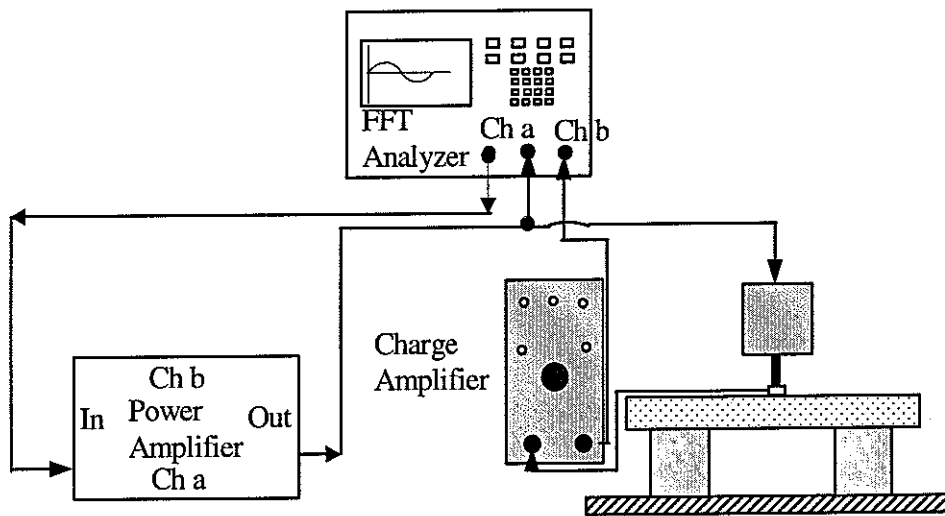 FFT
Analyzer
Ch a
Ch b
Charge
Amplifier
Ch b
In Power Out
Amplifier
Ch a